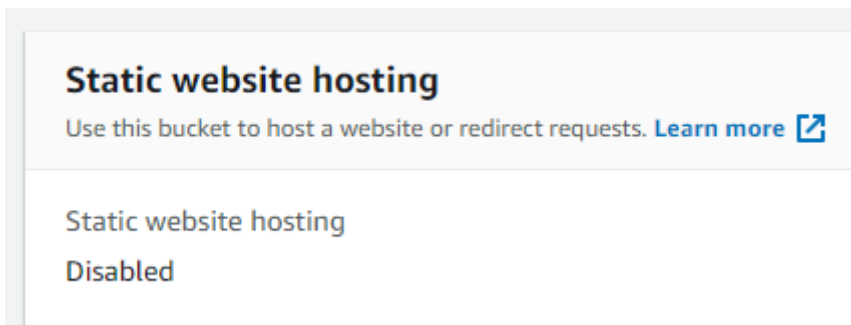 Static website hosting
Use this bucket to host a website or redirect requests. Learn more
Static website hosting
Disabled